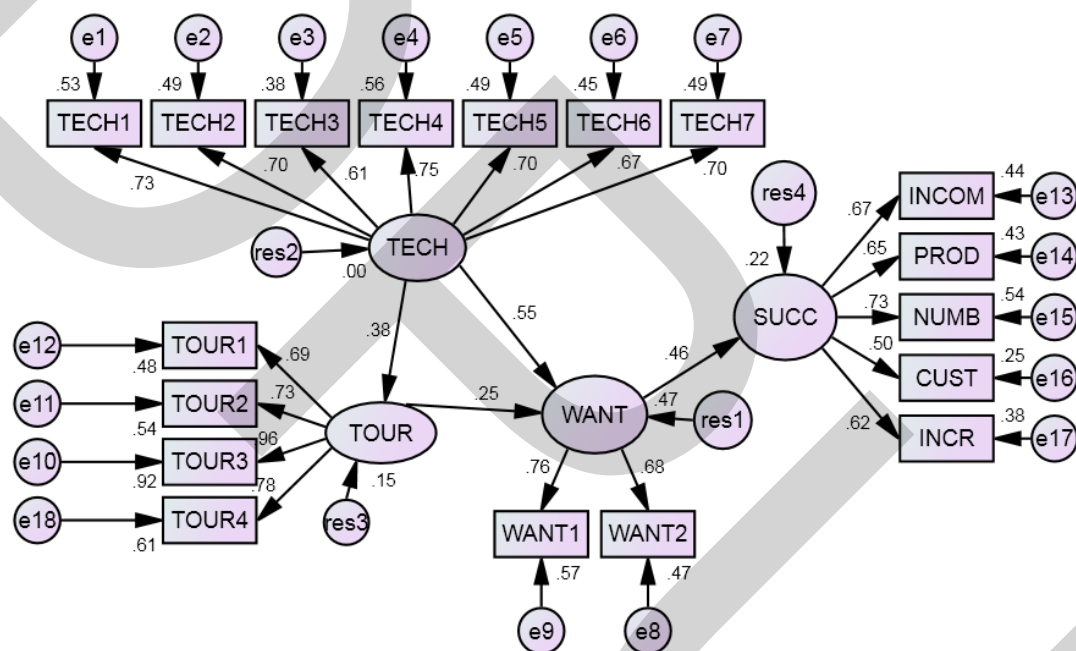 e1 e2 e3 e4 e5 e6 e7
.53 .49 .38 .56 .49 .45 .49
TECH1 TECH2 TECH3 TECH4 TECH5 TECH6 TECH7
.73 .70 .61 .75 .70 .67 .70
res2 TECH
.00
res4
.22
SUCC
.67 INCOM .44 e13
.65 PROD .43 e14
.73 NUMB .54 e15
.50 CUST .25 e16
.62 INCR .38 e17
.38 .55
.46
e12 TOUR1 .69
.48
e11 TOUR2 .73
.54
e10 TOUR3 .96
.92
e18 TOUR4 .78
.61
TOUR .25 WANT .47 res1
res3 .15
.76 .68
WANT1 WANT2
.57 .47
e9 e8